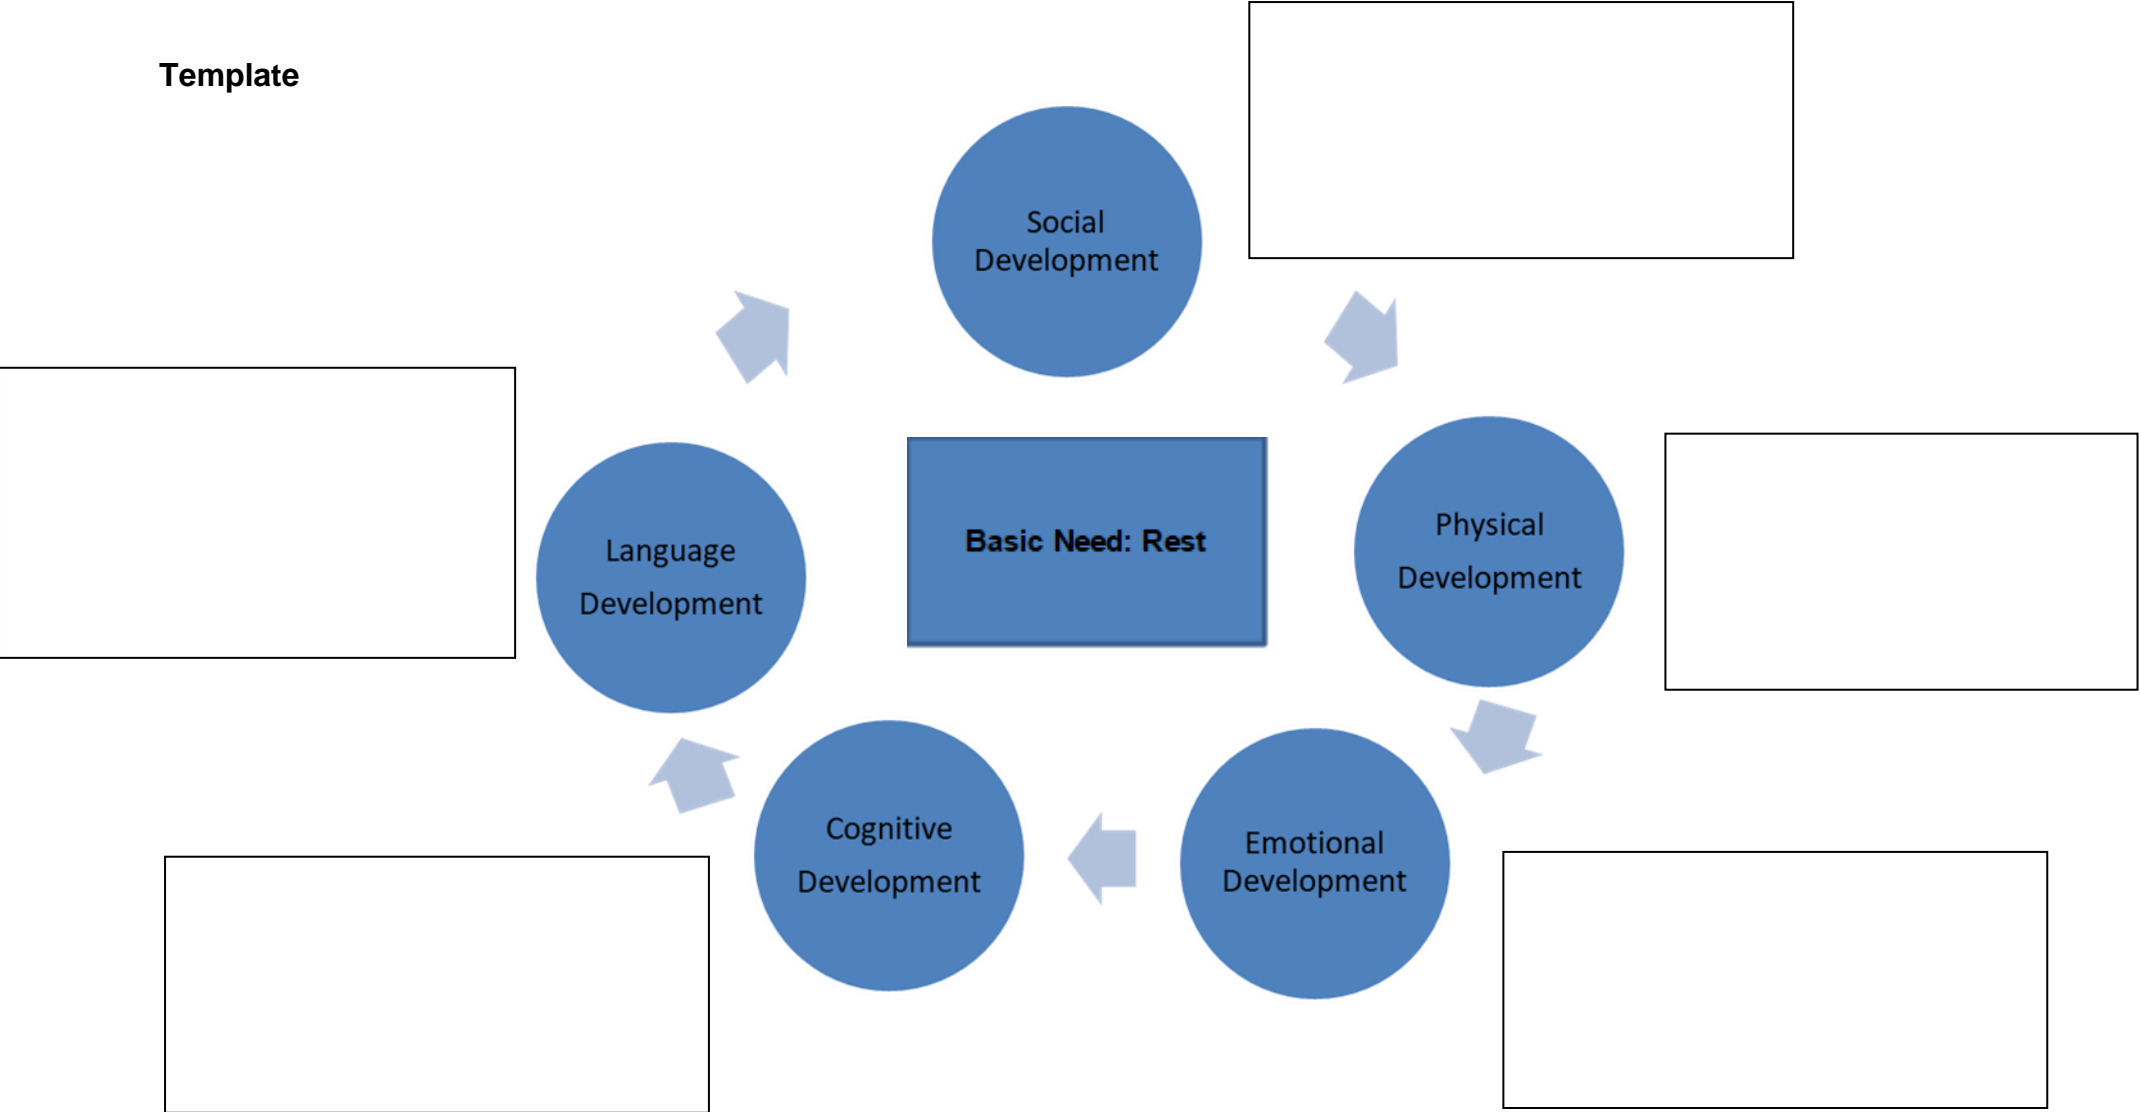 Template
Social
Development
Basic Need: Rest
Physical
Development
Language
Development
Cognitive
Development
Emotional
Development